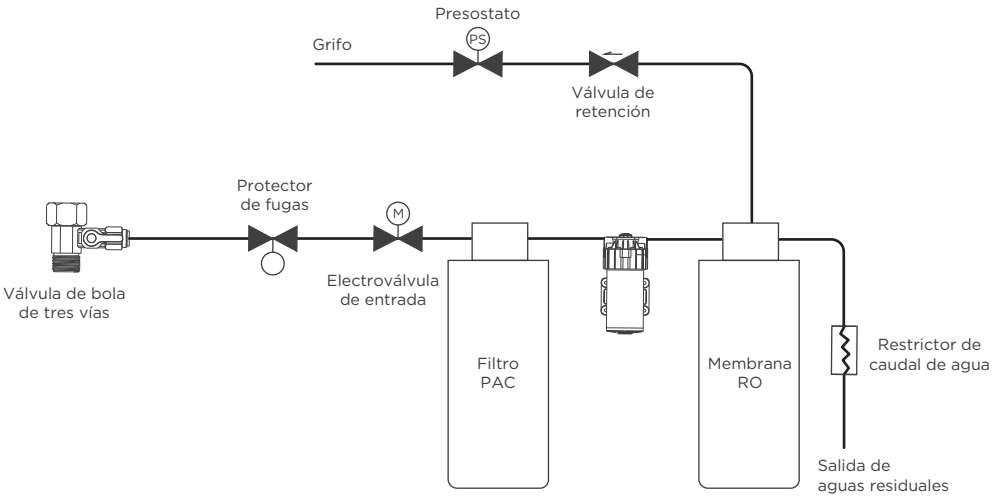 Presostato
PS
Grifo
Válvula de
retención
Protector
de fugas
M
Electroválvula
de entrada
Válvula de bola
de tres vías
Filtro
PAC
Membrana
RO
Restrictor de
caudal de agua
Salida de
aguas residuales